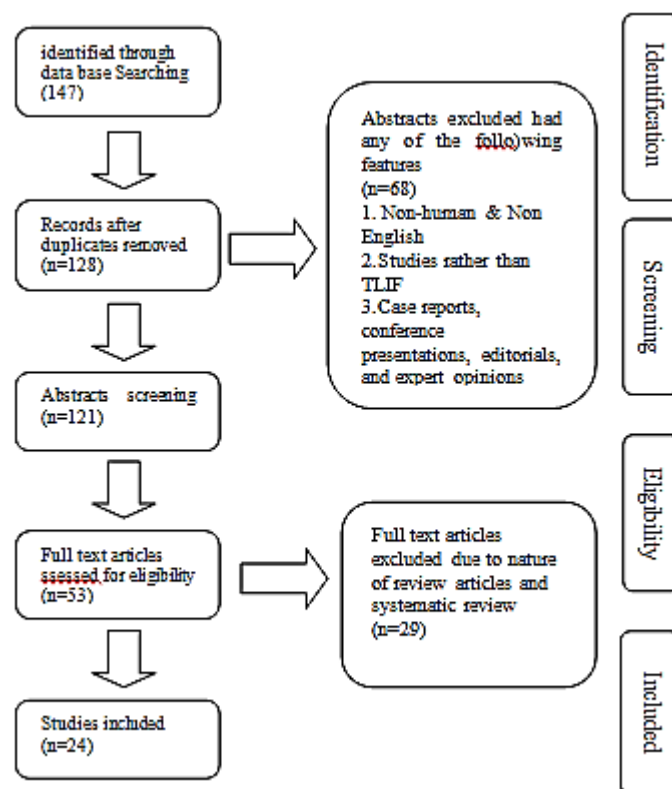 identified through
data base Searching
(147)
Records after
duplicates removed
(n=128)
Abstracts screening
(n=121)
Full text articles
ssessed for eligibility
(n=53)
Studies included
(n=24)
Abstracts excluded had
any of the follo)wing
features
(n=68)
1. Non-human & Non
English
2.Studies rather than
TLIF
3.Case reports,
conference
presentations, editorials,
and expert opinions
Full text articles
excluded due to nature
of review articles and
systematic review
(n=29)
Identification
Screening
Eligibility
Included